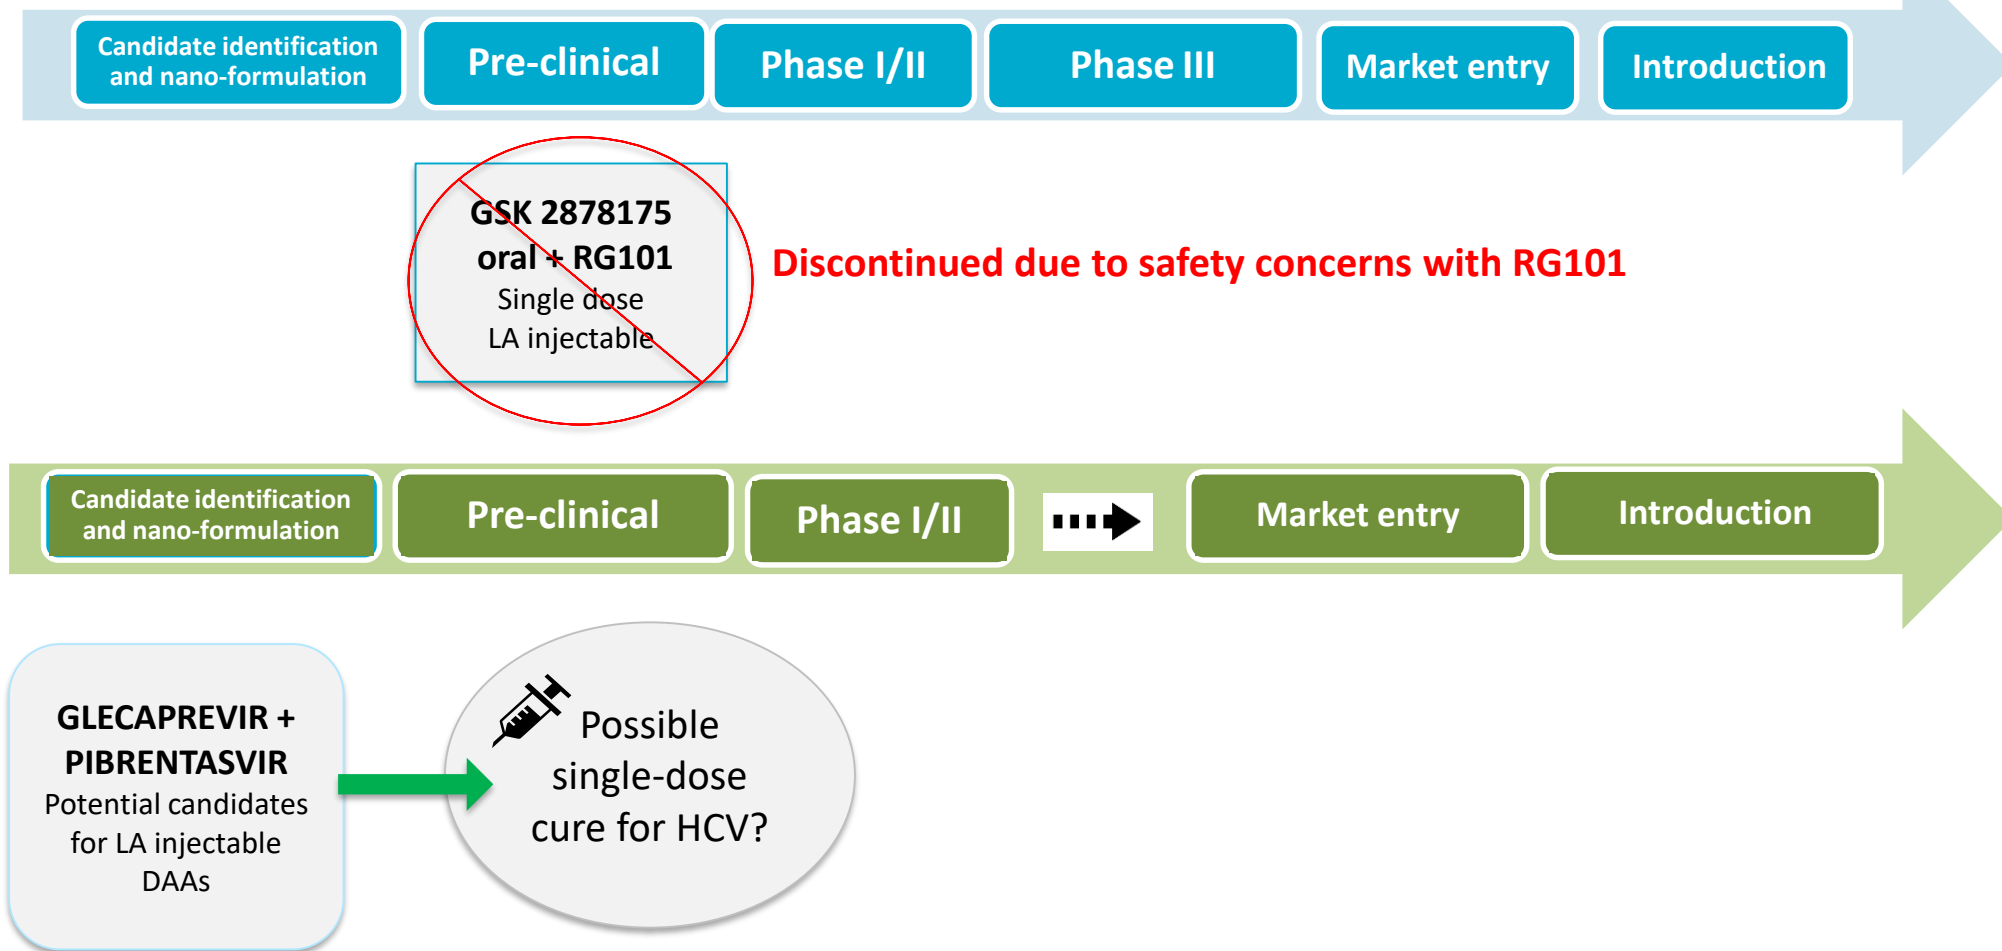 Candidate identification
and nano-formulation
Pre-clinical
Phase I/II
Phase III
Market entry
Introduction
GSK 2878175
oral + RG101
Single dose
LA injectable
Discontinued due to safety concerns with RG101
Candidate identification
and nano-formulation
Pre-clinical
Phase I/II
Market entry
Introduction
GLECAPREVIR +
PIBRENTASVIR
Potential candidates
for LA injectable
DAAs
Possible
single-dose
cure for HCV?